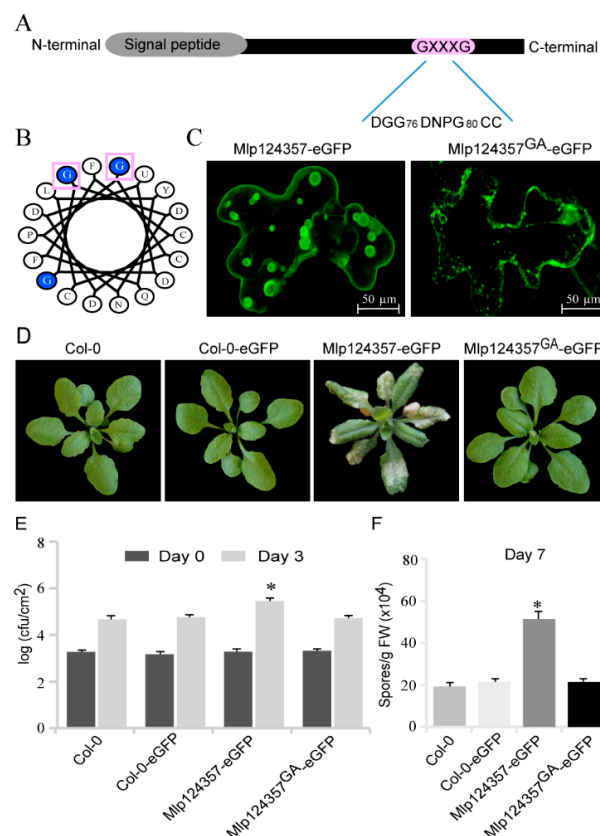 A
N-terminal Signal peptide GXXXG C-terminal
DGG76DNPG80CC
B
G F G U Y D C C D Q N D C G F P D L
C
Mlp124357-eGFP Mlp124357GA-eGFP
50 µm 50 µm
D
Col-0 Col-0-eGFP Mlp124357-eGFP Mlp124357GA-eGFP
E
log (cfu/cm2)
8
6
4
2
0
Day 0 Day 3
*
Col-0 Col-0-eGFP Mlp124357-eGFP Mlp124357GA-eGFP
F
Day 7
Spores/g FW (x104)
80
60
40
20
0
*
Col-0 Col-0-eGFP Mlp124357-eGFP Mlp124357GA-eGFP